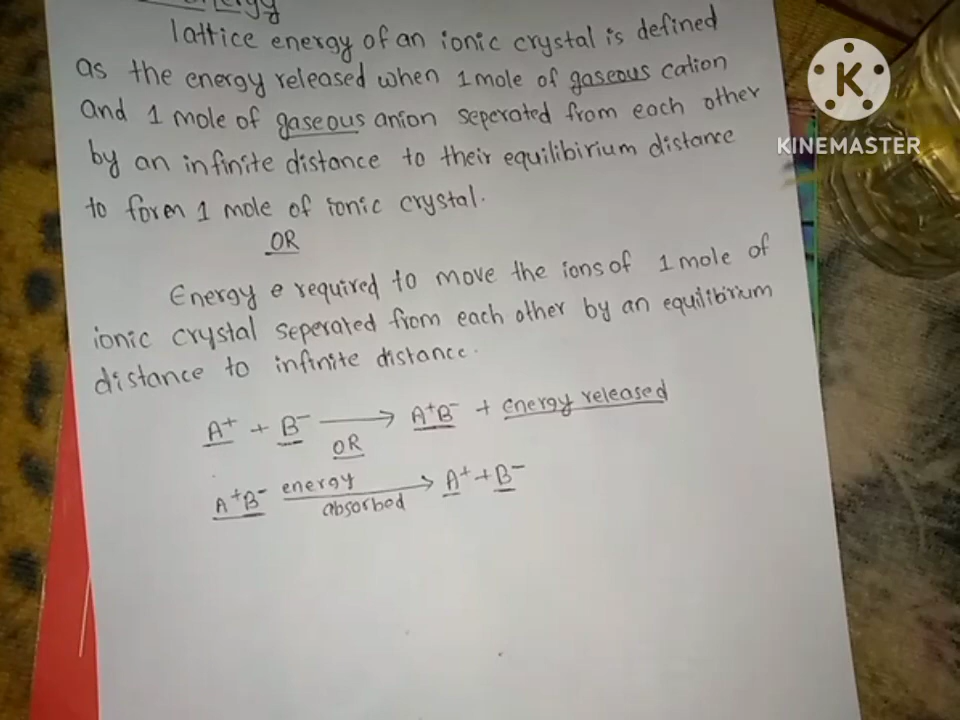 energy
lattice energy of an ionic crystal is defined
as the energy released when 1 mole of gaseous cation
and 1 mole of gaseous anion seperated from each other
by an infinite distance to their equilibirium distance
to form 1 mole of ionic crystal.
OR
Energy e required to move the ions of 1 mole of
ionic crystal seperated from each other by an equilibirium
distance to infinite distance.
A⁺ + B⁻ ⟶ A⁺B⁻ + energy released
OR
A⁺B⁻ energy absorbed ⟶ A⁺ + B⁻
K
KINEMASTER